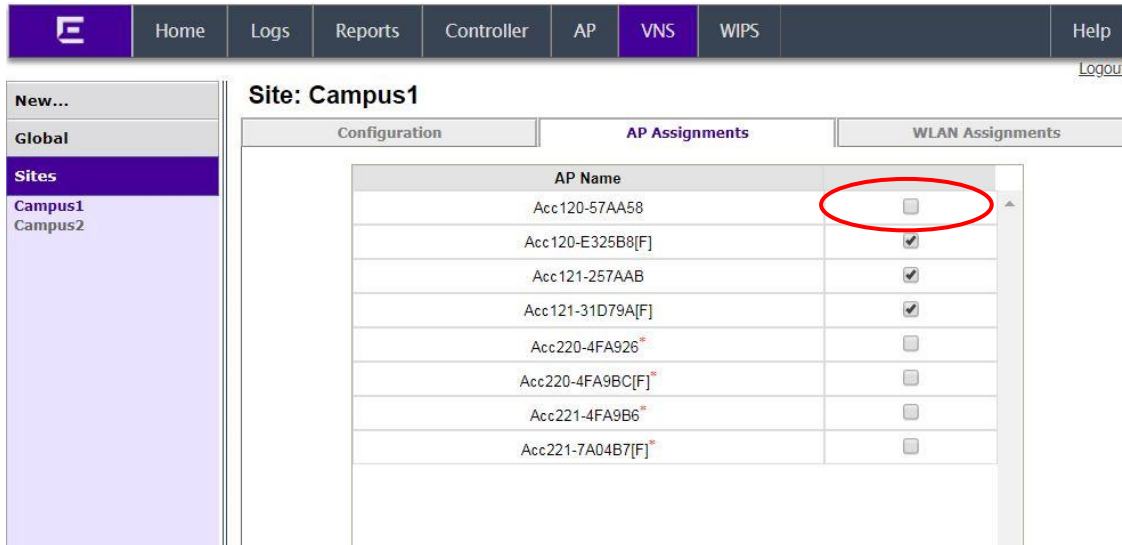 Home Logs Reports Controller AP VNS WIPS Help
Logou
New...
Global
Sites
Campus1
Campus2
Site: Campus1
Configuration AP Assignments WLAN Assignments
AP Name
Acc120-57AA58
Acc120-E325B8[F]
Acc121-257AAB
Acc121-31D79A[F]
Acc220-4FA926*
Acc220-4FA9BC[F]*
Acc221-4FA9B6*
Acc221-7A04B7[F]*